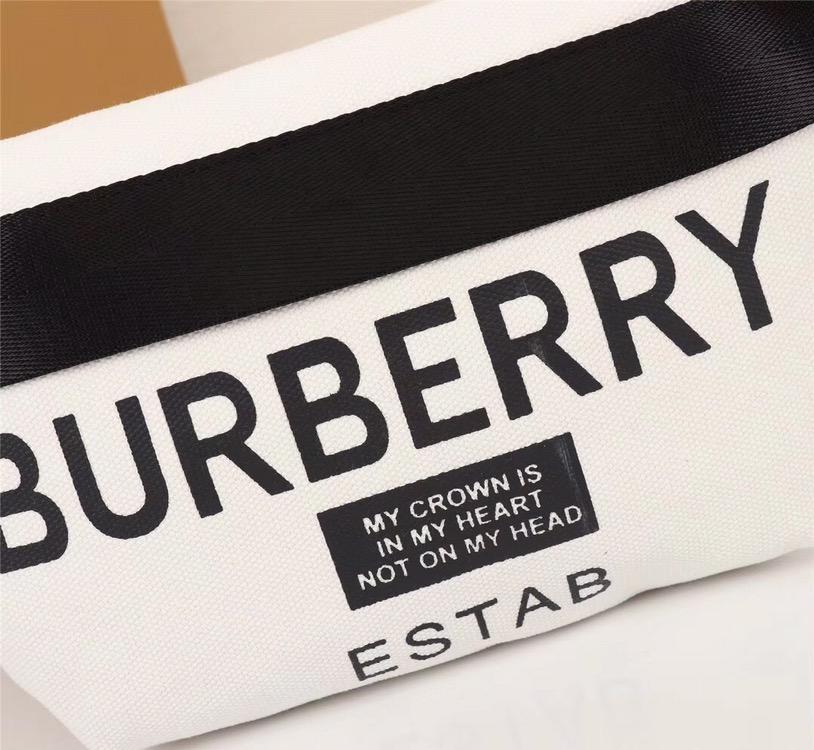 BURBERRY
MY CROWN IS
IN MY HEART
NOT ON MY HEAD
ESTAB